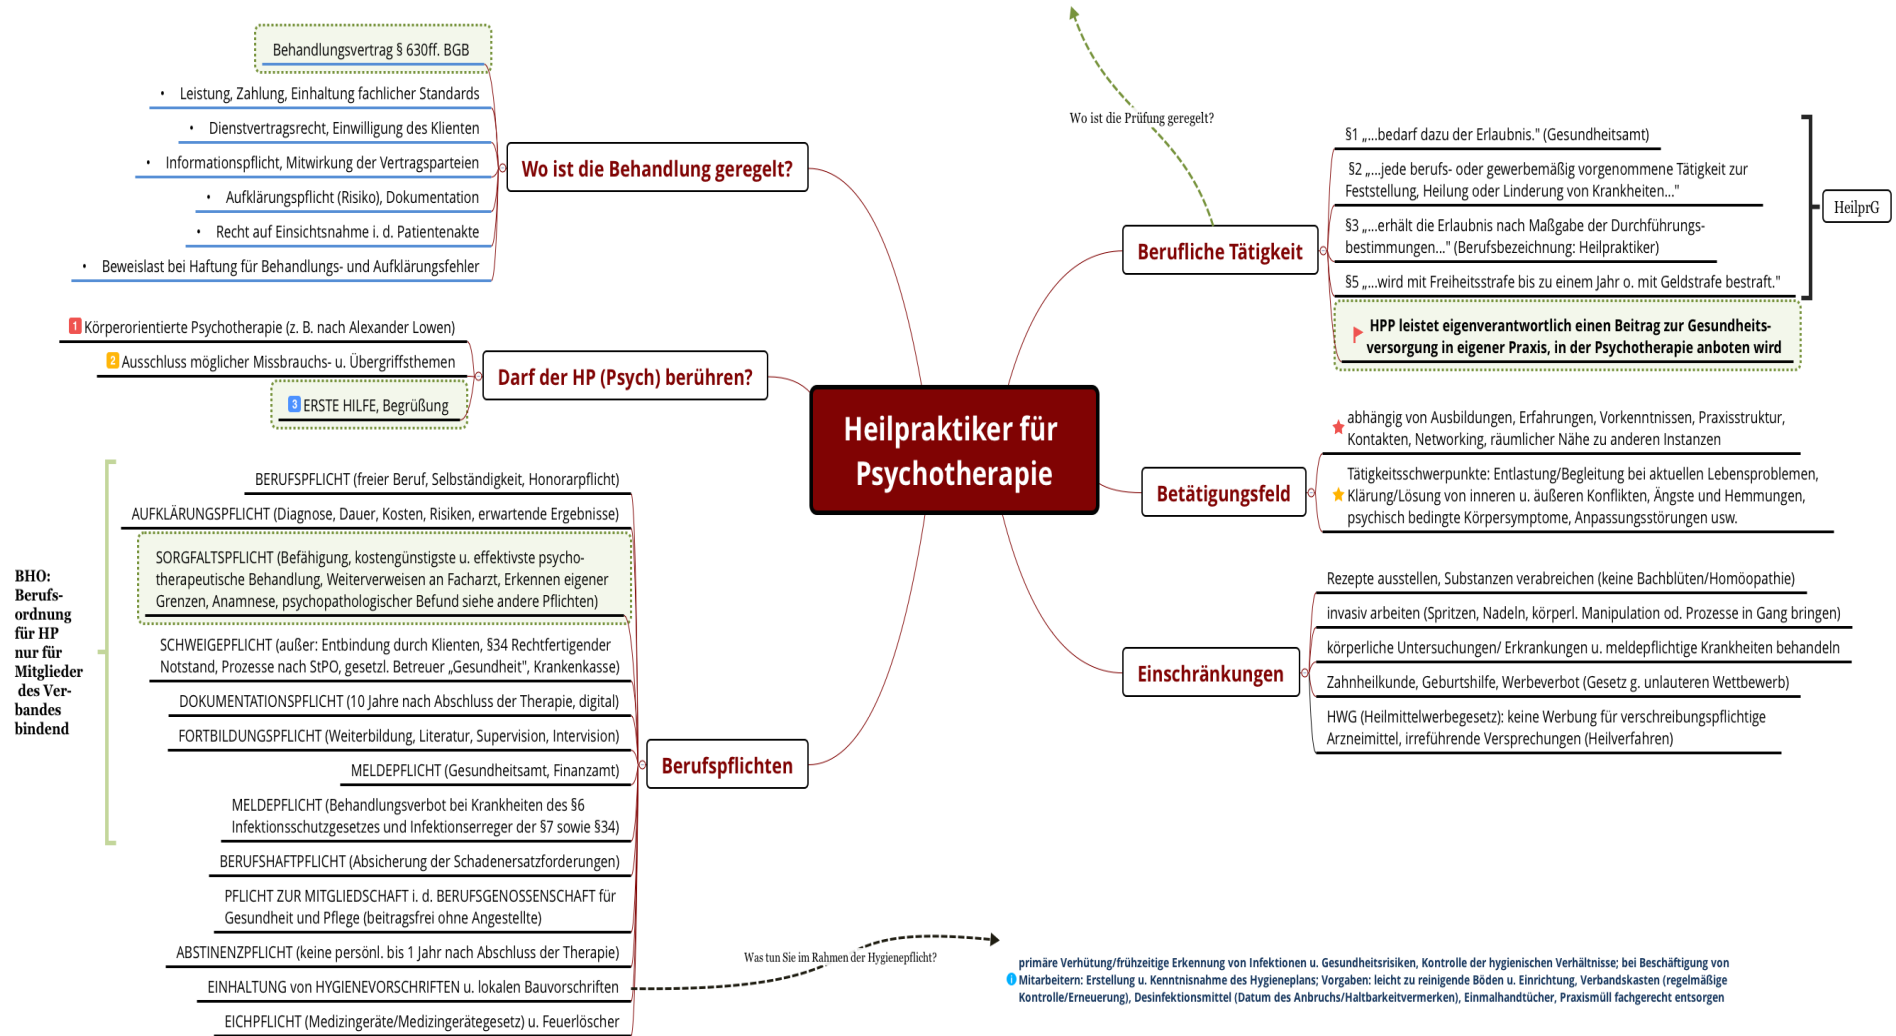 Heilpraktiker für
Psychotherapie
Wo ist die Behandlung geregelt?
Behandlungsvertrag § 630ff. BGB
• Leistung, Zahlung, Einhaltung fachlicher Standards
• Dienstvertragsrecht, Einwilligung des Klienten
• Informationspflicht, Mitwirkung der Vertragsparteien
• Aufklärungspflicht (Risiko), Dokumentation
• Recht auf Einsichtsnahme i. d. Patientenakte
• Beweislast bei Haftung für Behandlungs- und Aufklärungsfehler
Darf der HP (Psych) berühren?
1 Körperorientierte Psychotherapie (z. B. nach Alexander Lowen)
2 Ausschluss möglicher Missbrauchs- u. Übergriffsthemen
3 ERSTE HILFE, Begrüßung
Berufspflichten
BERUFSPFLICHT (freier Beruf, Selbständigkeit, Honorarpflicht)
AUFKLÄRUNGSPFLICHT (Diagnose, Dauer, Kosten, Risiken, erwartende Ergebnisse)
SORGFALTSPFLICHT (Befähigung, kostengünstigste u. effektivste psycho-
therapeutische Behandlung, Weiterverweisen an Facharzt, Erkennen eigener
Grenzen, Anamnese, psychopathologischer Befund siehe andere Pflichten)
SCHWEIGEPFLICHT (außer: Entbindung durch Klienten, §34 Rechtfertigender
Notstand, Prozesse nach StPO, gesetzl. Betreuer „Gesundheit", Krankenkasse)
DOKUMENTATIONSPFLICHT (10 Jahre nach Abschluss der Therapie, digital)
FORTBILDUNGSPFLICHT (Weiterbildung, Literatur, Supervision, Intervision)
MELDEPFLICHT (Gesundheitsamt, Finanzamt)
MELDEPFLICHT (Behandlungsverbot bei Krankheiten des §6
Infektionsschutzgesetzes und Infektionserreger der §7 sowie §34)
BERUFSHAFTPFLICHT (Absicherung der Schadenersatzforderungen)
PFLICHT ZUR MITGLIEDSCHAFT i. d. BERUFSGENOSSENSCHAFT für
Gesundheit und Pflege (beitragsfrei ohne Angestellte)
ABSTINENZPFLICHT (keine persönl. bis 1 Jahr nach Abschluss der Therapie)
EINHALTUNG von HYGIENEVORSCHRIFTEN u. lokalen Bauvorschriften
EICHPFLICHT (Medizingeräte/Medizingerätegesetz) u. Feuerlöscher
BHO:
Berufs-
ordnung
für HP
nur für
Mitglieder
des Ver-
bandes
bindend
Wo ist die Prüfung geregelt?
Berufliche Tätigkeit
§1 „...bedarf dazu der Erlaubnis." (Gesundheitsamt)
§2 „...jede berufs- oder gewerbemäßig vorgenommene Tätigkeit zur
Feststellung, Heilung oder Linderung von Krankheiten..."
§3 „...erhält die Erlaubnis nach Maßgabe der Durchführungs-
bestimmungen..." (Berufsbezeichnung: Heilpraktiker)
§5 „...wird mit Freiheitsstrafe bis zu einem Jahr o. mit Geldstrafe bestraft."
HeilprG
HPP leistet eigenverantwortlich einen Beitrag zur Gesundheits-
versorgung in eigener Praxis, in der Psychotherapie anboten wird
Betätigungsfeld
abhängig von Ausbildungen, Erfahrungen, Vorkenntnissen, Praxisstruktur,
Kontakten, Networking, räumlicher Nähe zu anderen Instanzen
Tätigkeitsschwerpunkte: Entlastung/Begleitung bei aktuellen Lebensproblemen,
Klärung/Lösung von inneren u. äußeren Konflikten, Ängste und Hemmungen,
psychisch bedingte Körpersymptome, Anpassungsstörungen usw.
Einschränkungen
Rezepte ausstellen, Substanzen verabreichen (keine Bachblüten/Homöopathie)
invasiv arbeiten (Spritzen, Nadeln, körperl. Manipulation od. Prozesse in Gang bringen)
körperliche Untersuchungen/ Erkrankungen u. meldepflichtige Krankheiten behandeln
Zahnheilkunde, Geburtshilfe, Werbeverbot (Gesetz g. unlauteren Wettbewerb)
HWG (Heilmittelwerbegesetz): keine Werbung für verschreibungspflichtige
Arzneimittel, irreführende Versprechungen (Heilverfahren)
Was tun Sie im Rahmen der Hygienepflicht?
primäre Verhütung/frühzeitige Erkennung von Infektionen u. Gesundheitsrisiken, Kontrolle der hygienischen Verhältnisse; bei Beschäftigung von
Mitarbeitern: Erstellung u. Kenntnisnahme des Hygieneplans; Vorgaben: leicht zu reinigende Böden u. Einrichtung, Verbandskasten (regelmäßige
Kontrolle/Erneuerung), Desinfektionsmittel (Datum des Anbruchs/Haltbarkeitvermerken), Einmalhandtücher, Praxismüll fachgerecht entsorgen